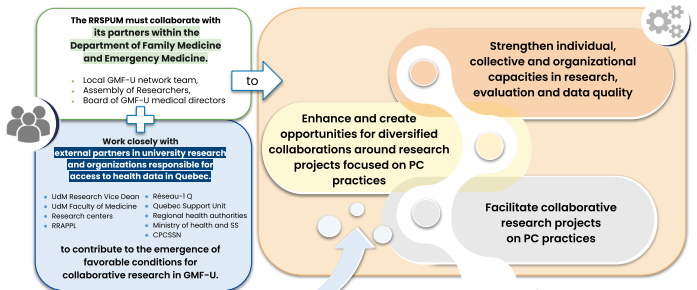 The RRSPUM must collaborate with
its partners within the
Department of Family Medicine
and Emergency Medicine.
Local GMF-U network team,
Assembly of Researchers,
Board of GMF-U medical directors
Work closely with
external partners in university research
and organizations responsible for
access to health data in Quebec.
UdM Research Vice Dean
UdM Faculty of Medicine
Research centers
RRAPPL
Réseau-1 Q
Quebec Support Unit
Regional health authorities
Ministry of health and SS
CPCSSN
to contribute to the emergence of
favorable conditions for
collaborative research in GMF-U.
to
Strengthen individual,
collective and organizational
capacities in research,
evaluation and data quality
Enhance and create
opportunities for diversified
collaborations around research
projects focused on PC
practices
Facilitate collaborative
research projects
on PC practices